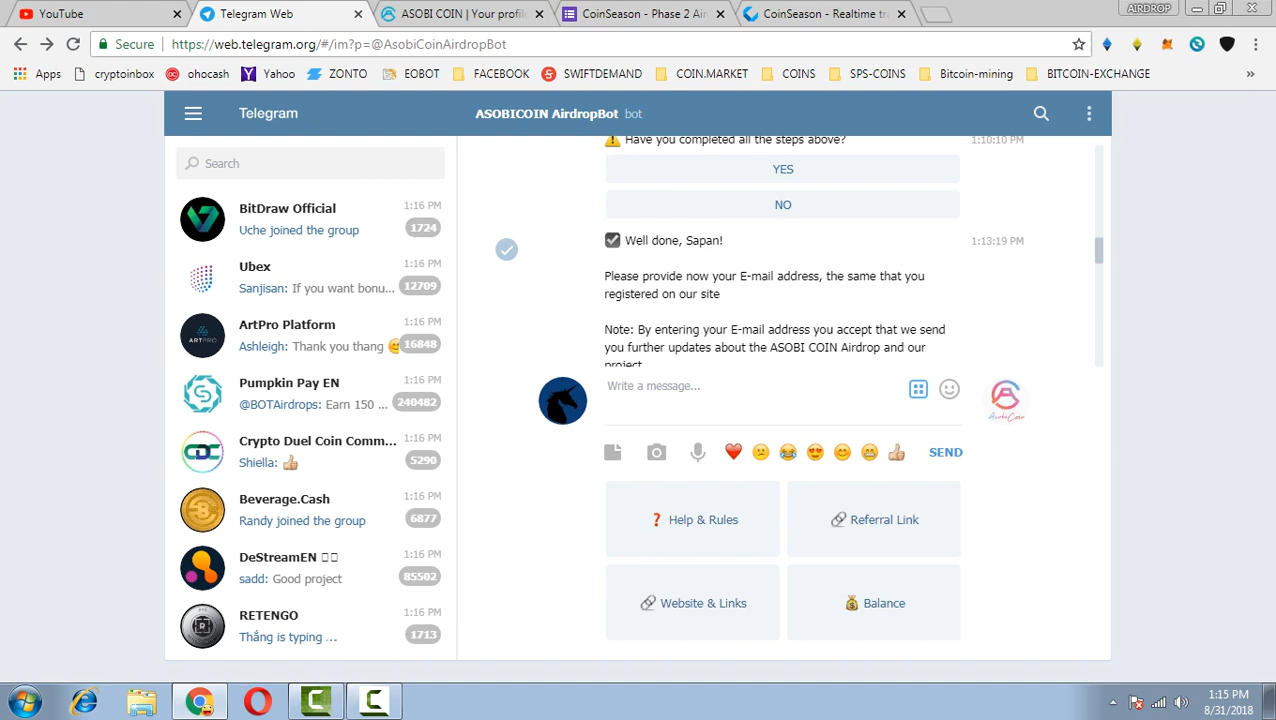 YouTube
Telegram Web
ASOBI COIN | Your profil
CoinSeason - Phase 2 Air
CoinSeason - Realtime tr
AIRDROP
Secure
https://web.telegram.org/#/im?p=@AsobiCoinAirdropBot
Apps
cryptoinbox
ohocash
Yahoo
ZONTO
EOBOT
FACEBOOK
SWIFTDEMAND
COIN.MARKET
COINS
SPS-COINS
Bitcoin-mining
BITCOIN-EXCHANGE
»
Telegram
ASOBICOIN AirdropBot bot
Search
BitDraw Official 1:16 PM
Uche joined the group 1724
Ubex 1:16 PM
Sanjisan: If you want bonu... 12709
ArtPro Platform 1:16 PM
Ashleigh: Thank you thang 😊 16848
Pumpkin Pay EN 1:16 PM
@BOTAirdrops: Earn 150 ... 240482
Crypto Duel Coin Comm... 1:16 PM
Shiella: 👍 5290
Beverage.Cash 1:16 PM
Randy joined the group 6877
DeStreamEN 1:16 PM
sadd: Good project 85502
RETENGO 1:16 PM
Thắng is typing ... 1713
ARTPRO
CDC
⚠ Have you completed all the steps above? 1:10:10 PM
YES
NO
☑ Well done, Sapan! 1:13:19 PM
Please provide now your E-mail address, the same that you
registered on our site
Note: By entering your E-mail address you accept that we send
you further updates about the ASOBI COIN Airdrop and our
project
Write a message...
AsobiCoin
SEND
❓ Help & Rules
🔗 Referral Link
🔗 Website & Links
💰 Balance
1:15 PM
8/31/2018